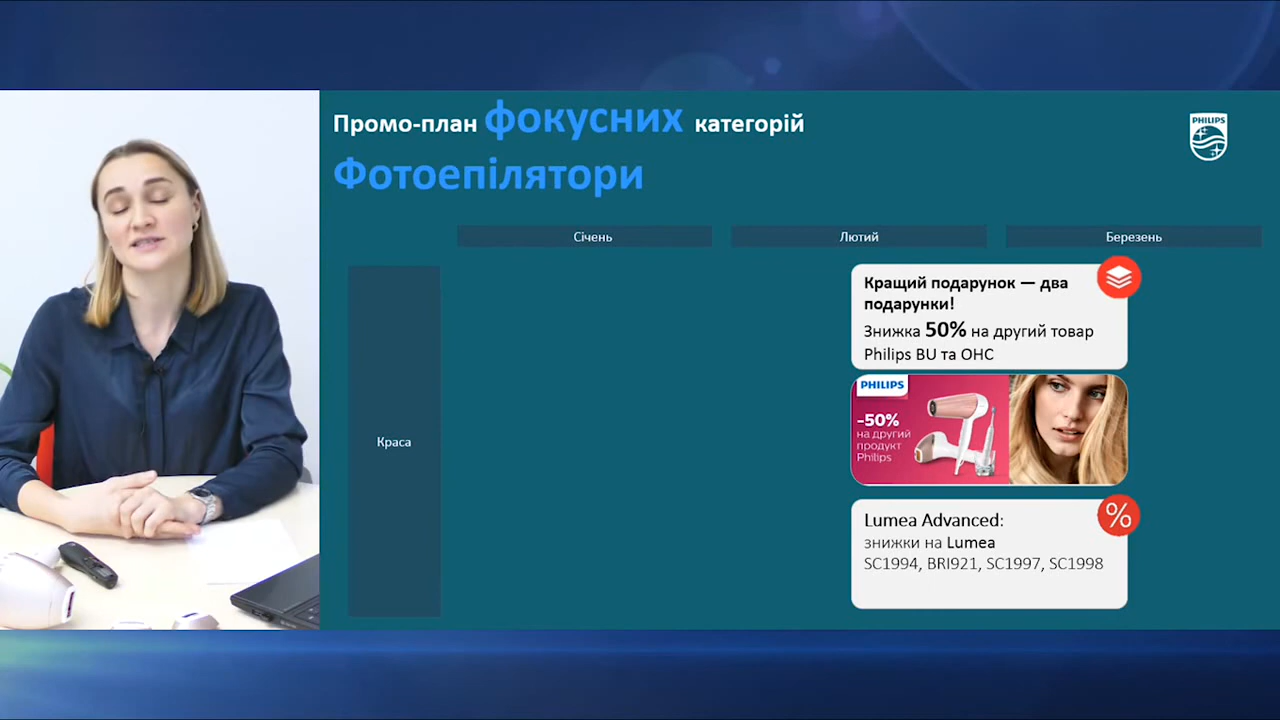 Промо-план фокусних категорій
Фотоепілятори
PHILIPS
Січень
Лютий
Березень
Краса
Кращий подарунок — два
подарунки!
Знижка 50% на другий товар
Philips BU та ОНС
PHILIPS
-50%
на другий
продукт
Philips
Lumea Advanced:
знижки на Lumea
SC1994, BRI921, SC1997, SC1998
%